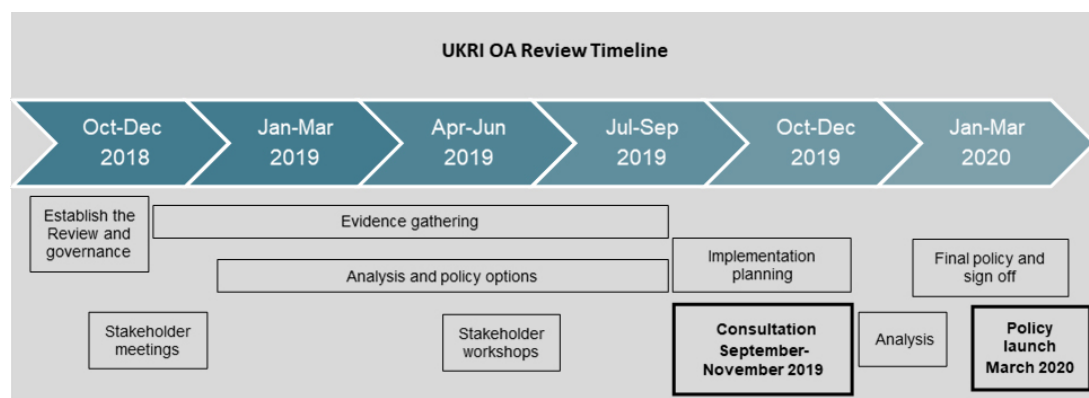 UKRI OA Review Timeline
Oct-Dec
2018
Jan-Mar
2019
Apr-Jun
2019
Jul-Sep
2019
Oct-Dec
2019
Jan-Mar
2020
Establish the
Review and
governance
Evidence gathering
Analysis and policy options
Implementation
planning
Final policy and
sign off
Stakeholder
meetings
Stakeholder
workshops
Consultation
September-
November 2019
Analysis
Policy
launch
March 2020